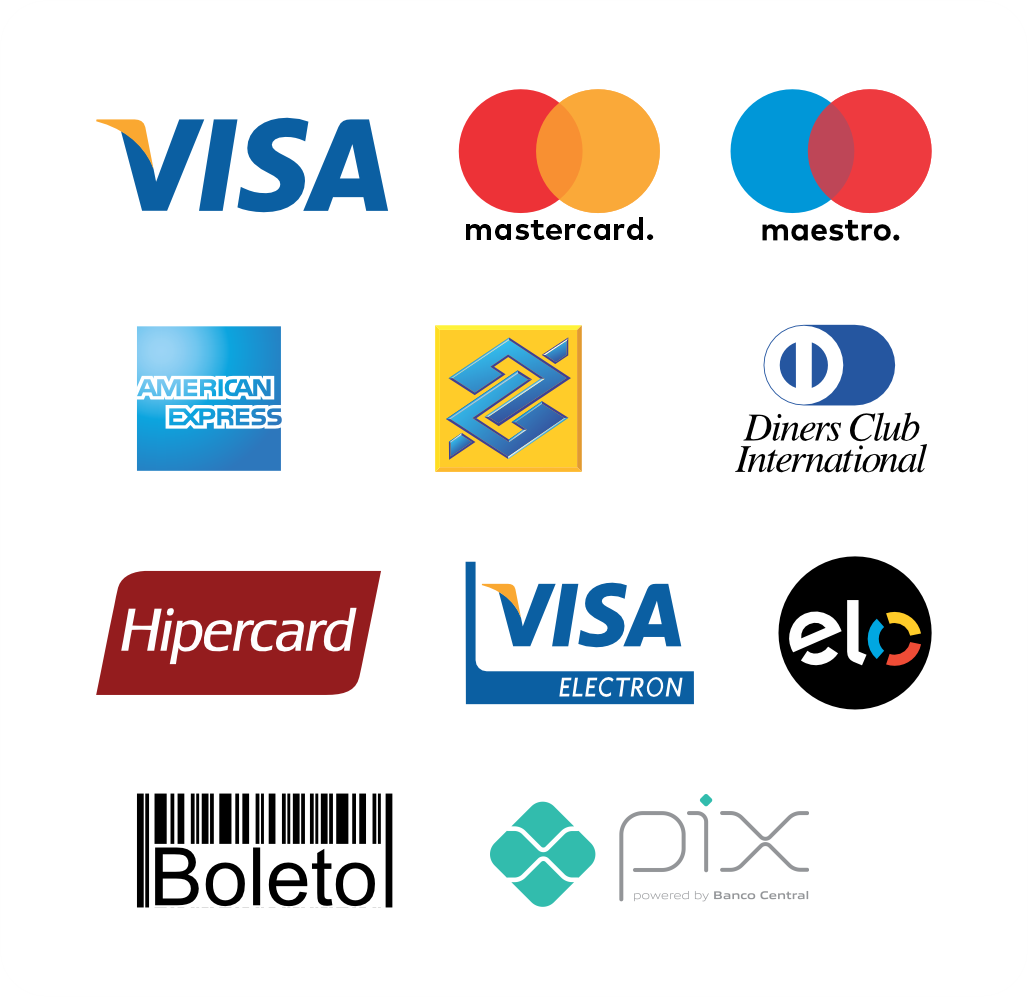 VISA
mastercard.
maestro.
AMERICAN
EXPRESS
Diners Club
International
Hipercard
VISA
ELECTRON
elo
Boleto
pix
powered by Banco Central